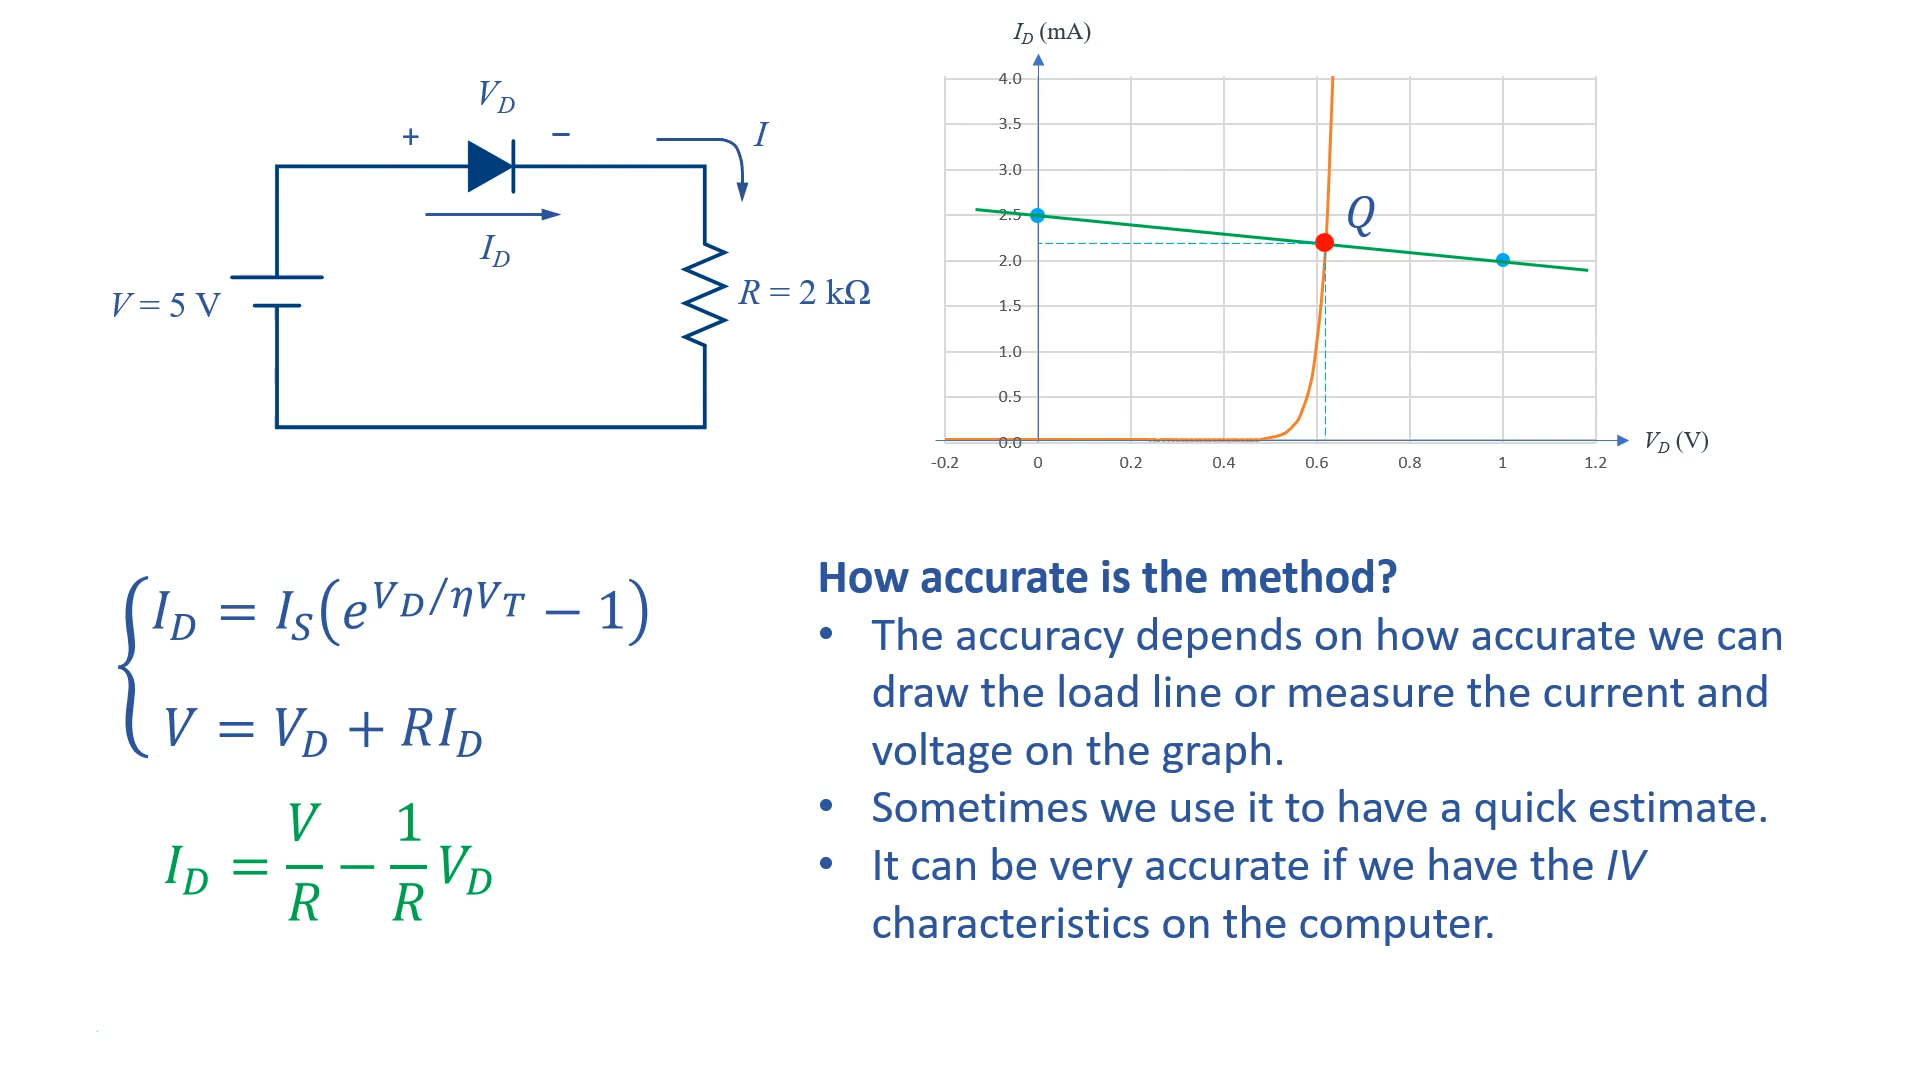 V_D
+ −
I
I_D
V = 5 V
R = 2 kΩ
I_D (mA)
4.0
3.5
3.0
2.5
2.0
1.5
1.0
0.5
0.0
Q
-0.2 0 0.2 0.4 0.6 0.8 1 1.2
V_D (V)
I_D = I_S(e^{V_D/ηV_T} − 1)
V = V_D + RI_D
I_D = V/R − 1/R V_D
How accurate is the method?
• The accuracy depends on how accurate we can
draw the load line or measure the current and
voltage on the graph.
• Sometimes we use it to have a quick estimate.
• It can be very accurate if we have the IV
characteristics on the computer.